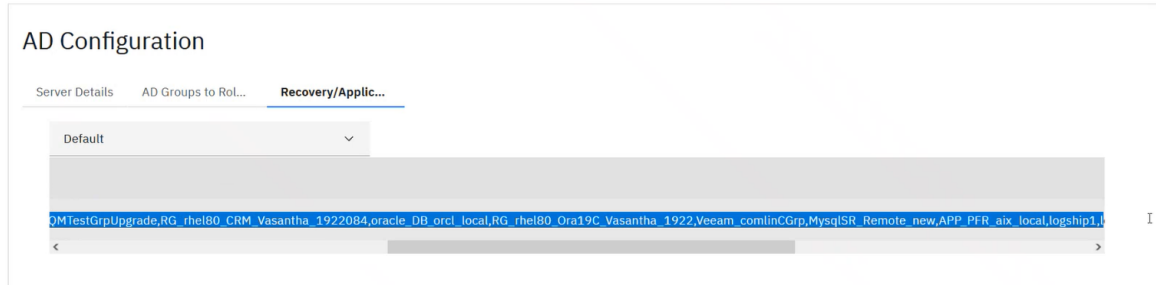 AD Configuration
Server Details AD Groups to Rol... Recovery/Applic...
Default
QMTestGrpUpgrade,RG_rhel80_CRM_Vasantha_1922084,oracle_DB_orcl_local,RG_rhel80_Ora19C_Vasantha_1922,Veeam_comlinCGrp,MysqlSR_Remote_new,APP_PFR_aix_local,logship1,